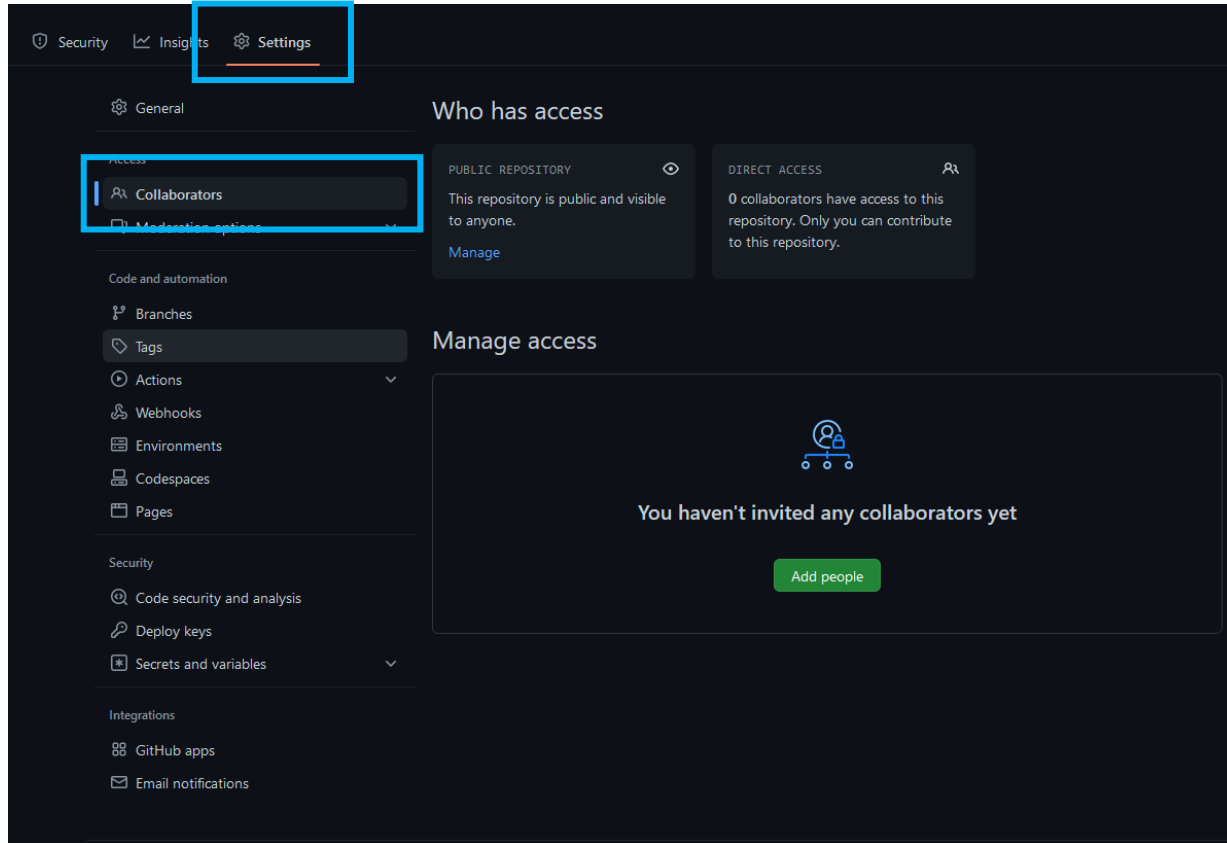 Security Insights Settings
General
Access
Collaborators
Moderation options
Code and automation
Branches
Tags
Actions
Webhooks
Environments
Codespaces
Pages
Security
Code security and analysis
Deploy keys
Secrets and variables
Integrations
GitHub apps
Email notifications
Who has access
PUBLIC REPOSITORY
This repository is public and visible
to anyone.
Manage
DIRECT ACCESS
0 collaborators have access to this
repository. Only you can contribute
to this repository.
Manage access
You haven't invited any collaborators yet
Add people